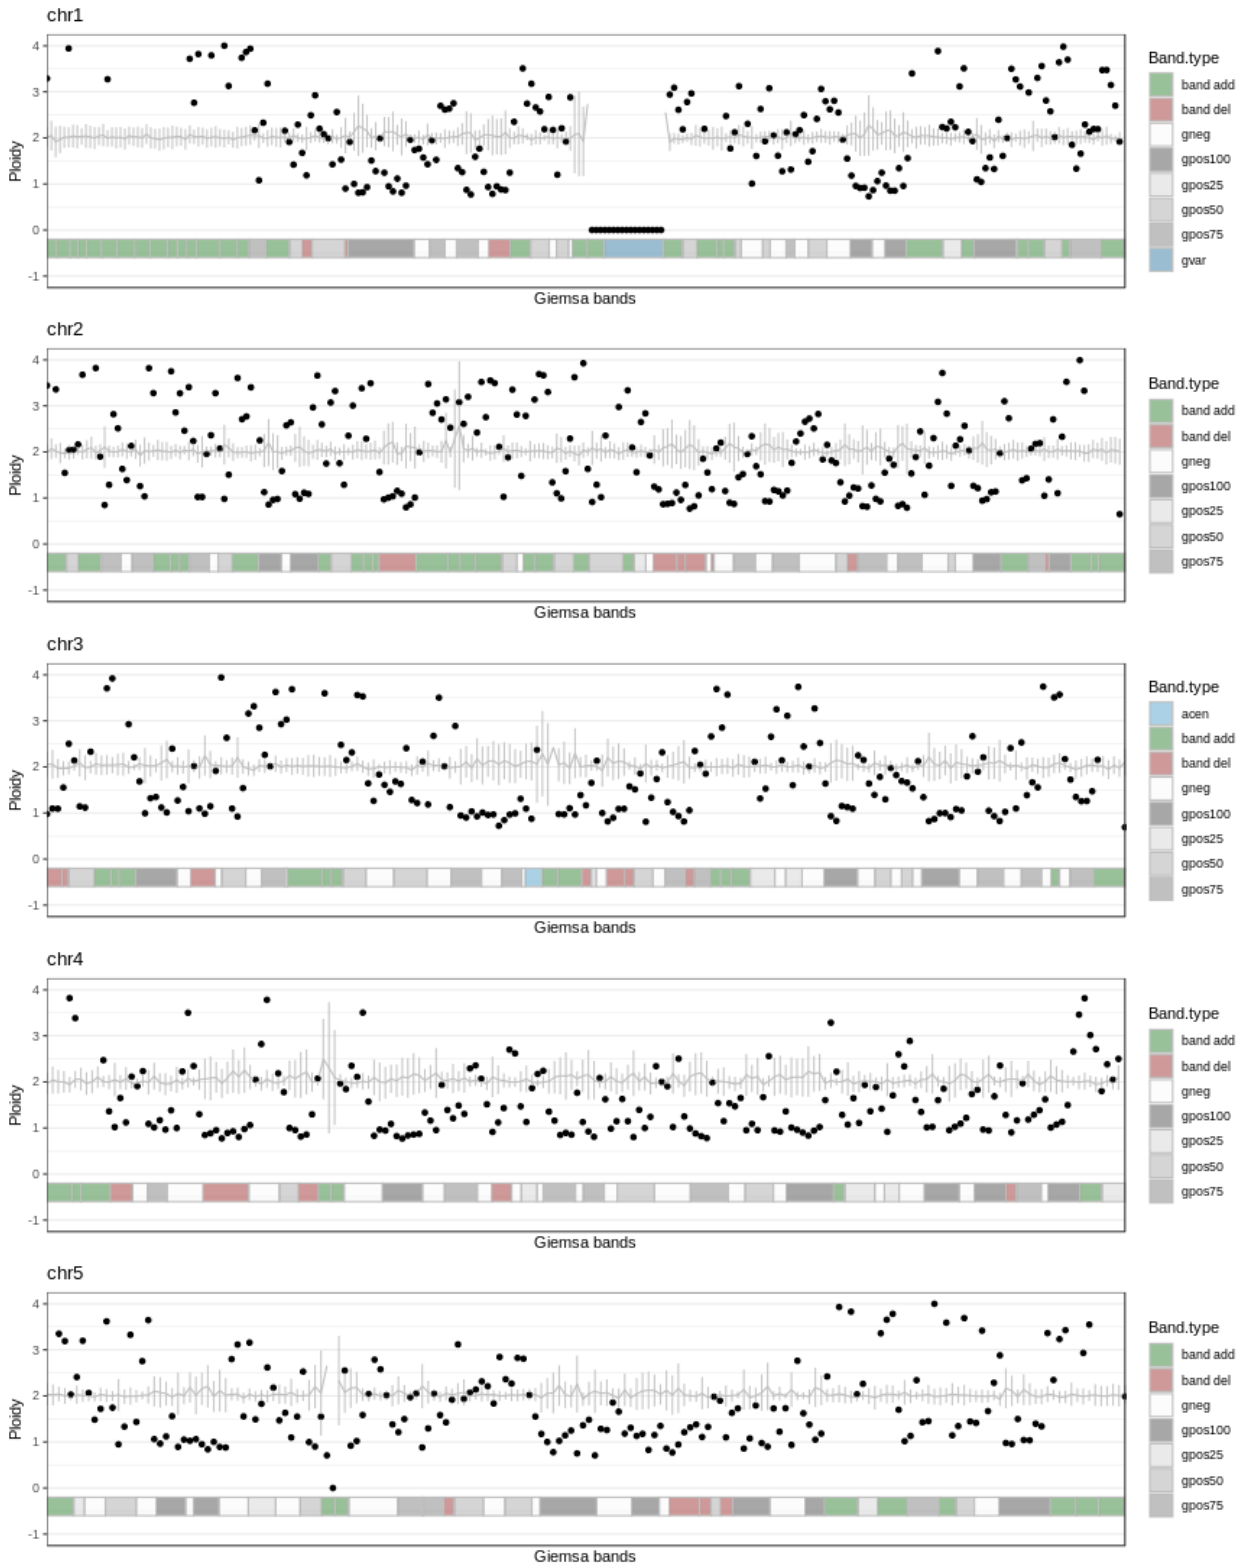 chr1
4
3
2
1
0
-1
Ploidy
Giemsa bands
Band.type
band add
band del
gneg
gpos100
gpos25
gpos50
gpos75
gvar
chr2
4
3
2
1
0
-1
Ploidy
Giemsa bands
Band.type
band add
band del
gneg
gpos100
gpos25
gpos50
gpos75
chr3
4
3
2
1
0
-1
Ploidy
Giemsa bands
Band.type
acen
band add
band del
gneg
gpos100
gpos25
gpos50
gpos75
chr4
4
3
2
1
0
-1
Ploidy
Giemsa bands
Band.type
band add
band del
gneg
gpos100
gpos25
gpos50
gpos75
chr5
4
3
2
1
0
-1
Ploidy
Giemsa bands
Band.type
band add
band del
gneg
gpos100
gpos25
gpos50
gpos75